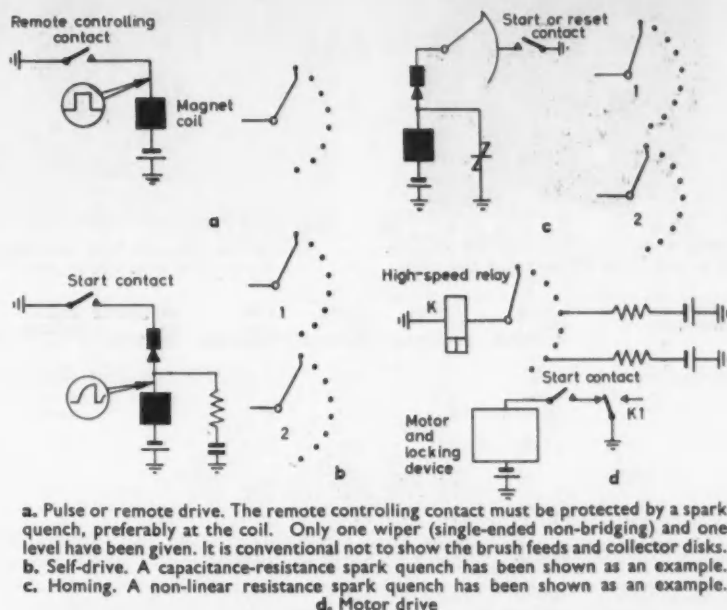 Remote controlling
contact
Magnet
coil
a
Start or reset
contact
1
2
c
Start contact
1
2
b
High-speed relay
K
Start contact
K1
Motor
and
locking
device
d
a. Pulse or remote drive. The remote controlling contact must be protected by a spark
quench, preferably at the coil. Only one wiper (single-ended non-bridging) and one
level have been given. It is conventional not to show the brush feeds and collector disks.
b. Self-drive. A capacitance-resistance spark quench has been shown as an example.
c. Homing. A non-linear resistance spark quench has been shown as an example.
d. Motor drive